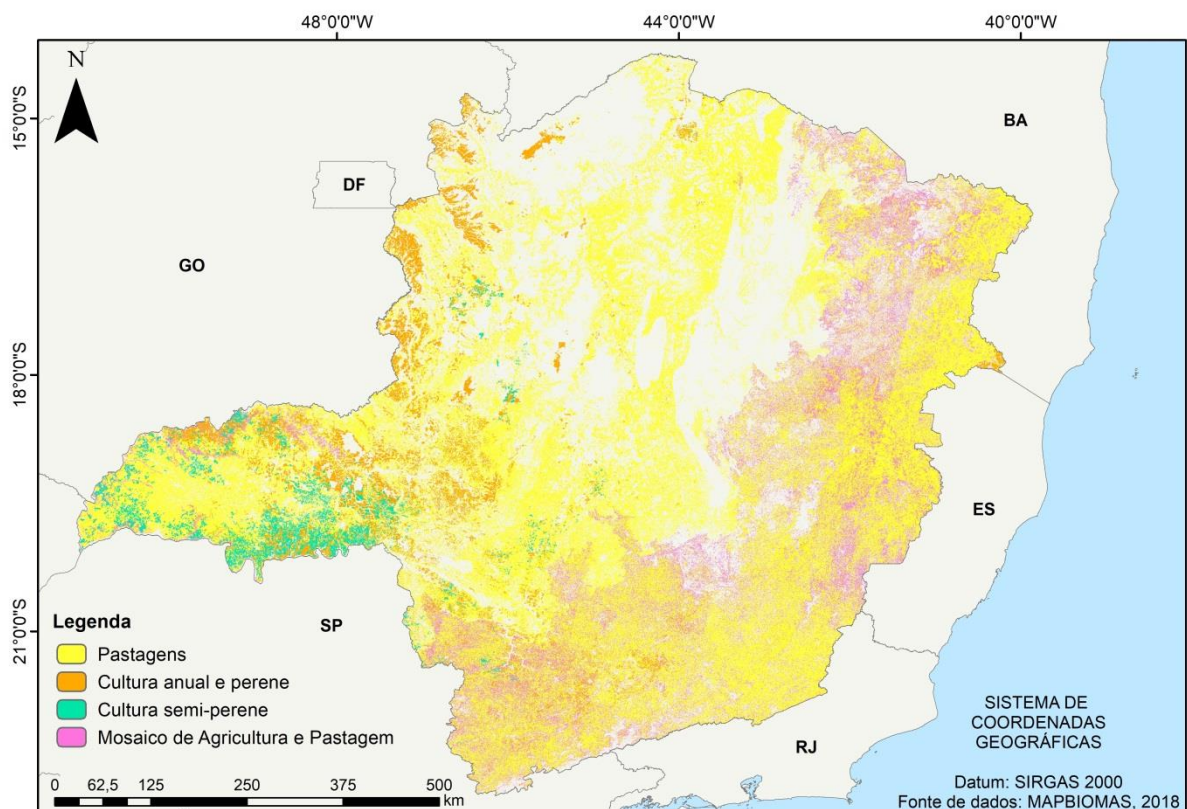 48°0'0"W
44°0'0"W
40°0'0"W
N
15°0'0"S
BA
DF
GO
18°0'0"S
ES
21°0'0"S
SP
Legenda
Pastagens
Cultura anual e perene
Cultura semi-perene
Mosaico de Agricultura e Pastagem
0 62,5 125 250 375 500
km
RJ
SISTEMA DE
COORDENADAS
GEOGRÁFICAS
Datum: SIRGAS 2000
Fonte de dados: MAPBIOMAS, 2018